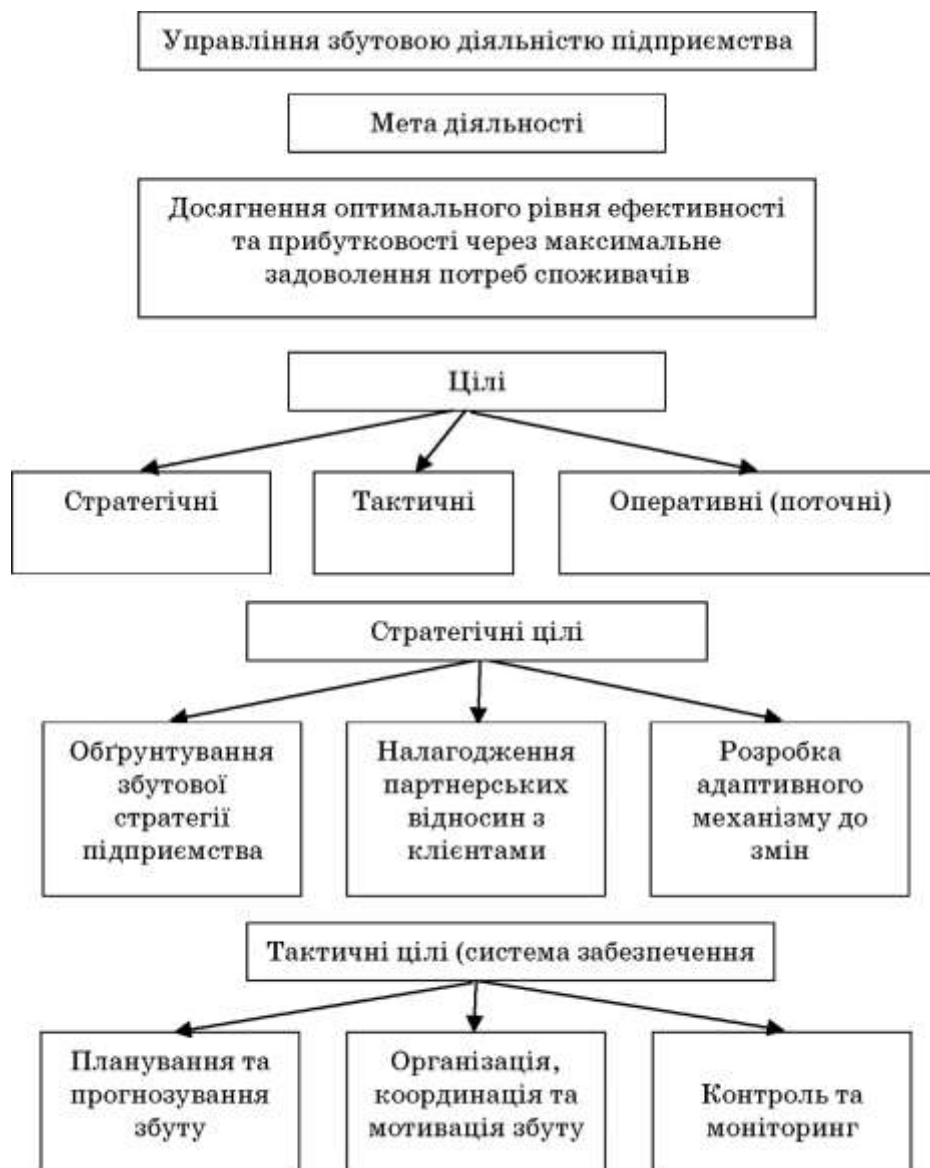 Управління збутовою діяльністю підприємства
Мета діяльності
Досягнення оптимального рівня ефективності
та прибутковості через максимальне
задоволення потреб споживачів
Цілі
Стратегічні
Тактичні
Оперативні (поточні)
Стратегічні цілі
Обґрунтування
збутової
стратегії
підприємства
Налагодження
партнерських
відносин з
клієнтами
Розробка
адаптивного
механізму до
змін
Тактичні цілі (система забезпечення
Планування та
прогнозування
збуту
Організація,
координація та
мотивація збуту
Контроль та
моніторинг